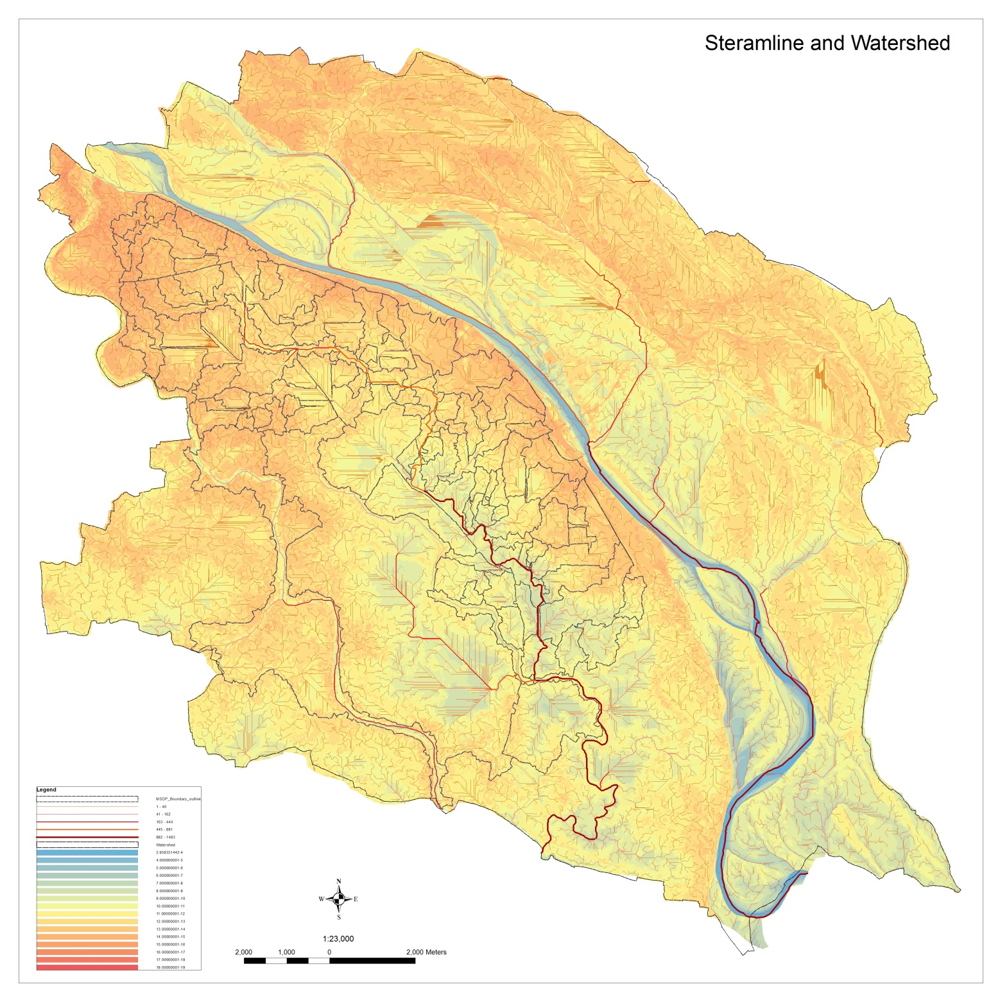 Steramline and Watershed
Legend
MSDP_Boundary_outline
1 - 40
41 - 162
163 - 444
445 - 881
882 - 1483
Watershed
2.858331442-4
4.000000001-5
5.000000001-6
6.000000001-7
7.000000001-8
8.000000001-9
9.000000001-10
10.00000001-11
11.00000001-12
12.00000001-13
13.00000001-14
14.00000001-15
15.00000001-16
16.00000001-17
17.00000001-18
18.00000001-19
N
W E
S
1:23,000
2,000 1,000 0 2,000 Meters